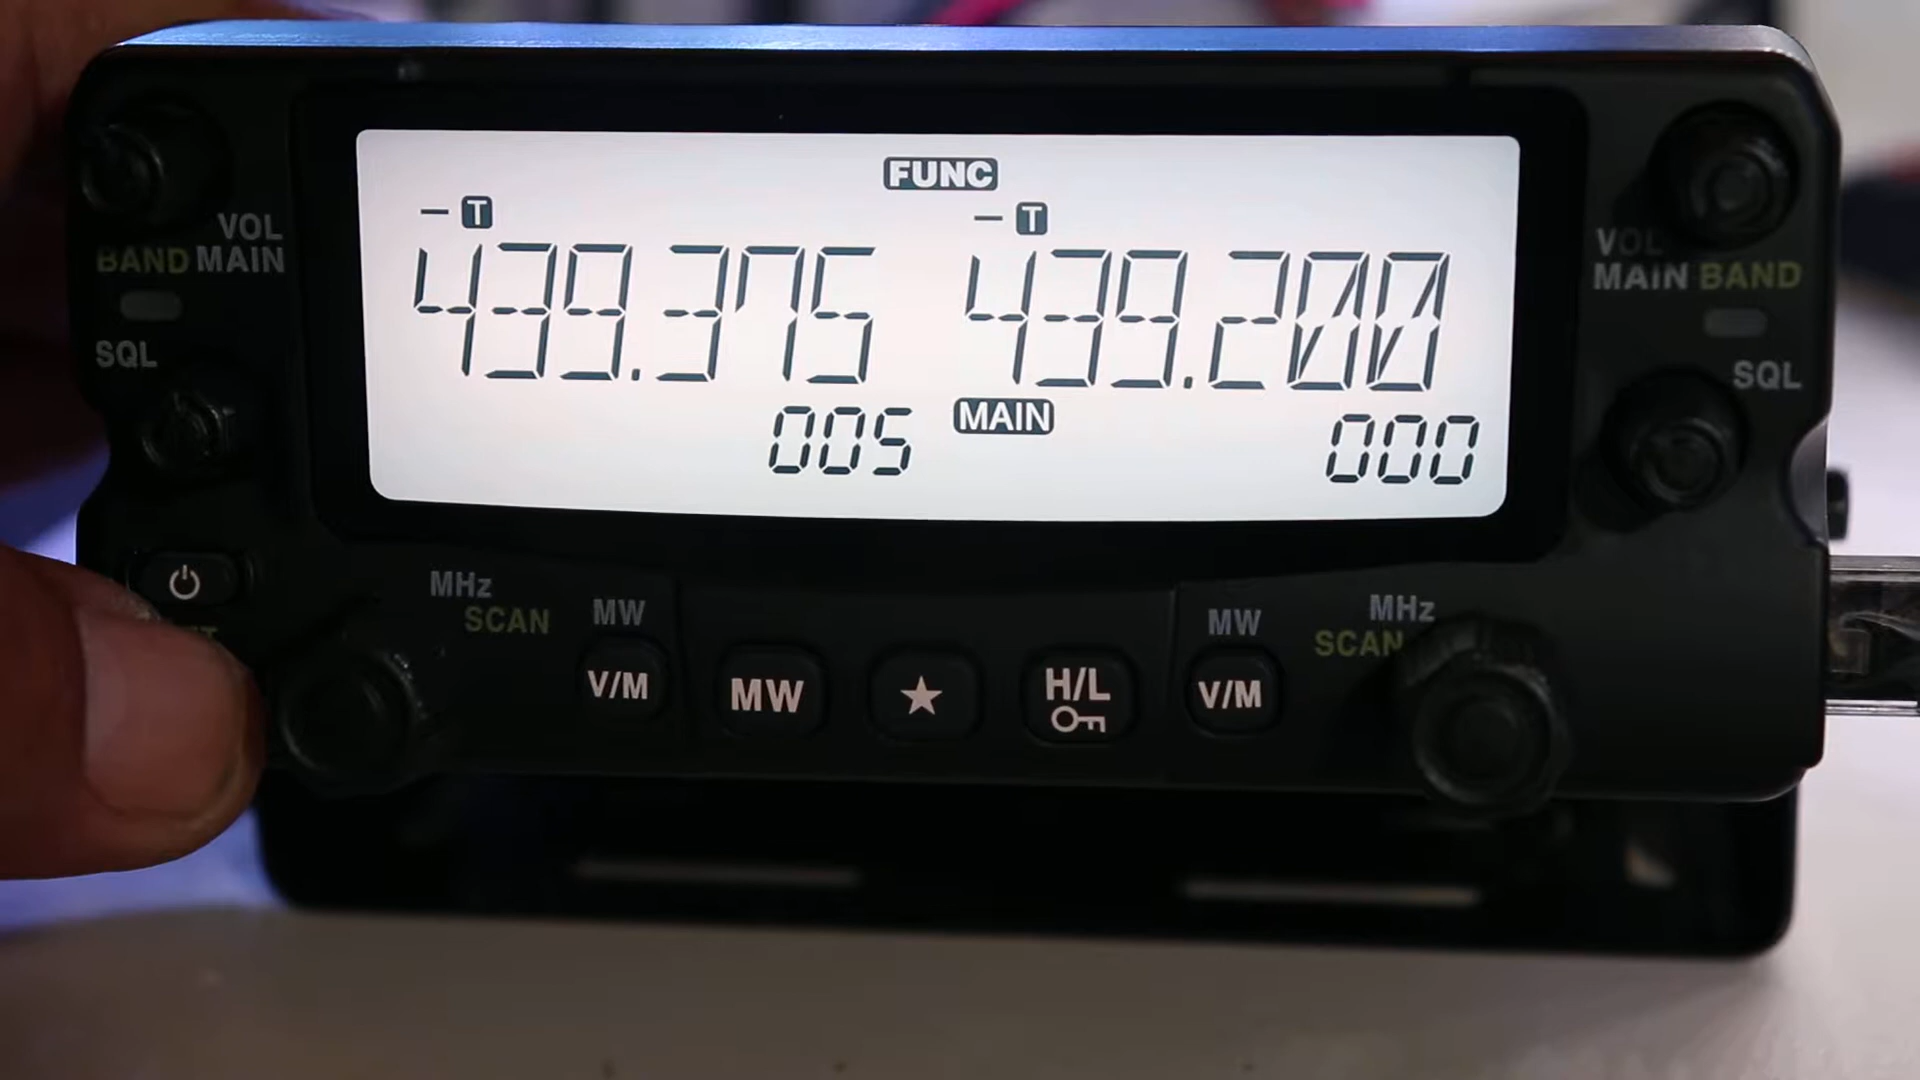 FUNC
– T
– T
439.375
439.200
005
MAIN
000
VOL
BAND MAIN
SQL
VOL
MAIN BAND
SQL
MHz
SCAN
MW
V/M
MW
★
H/L
MW
V/M
MHz
SCAN